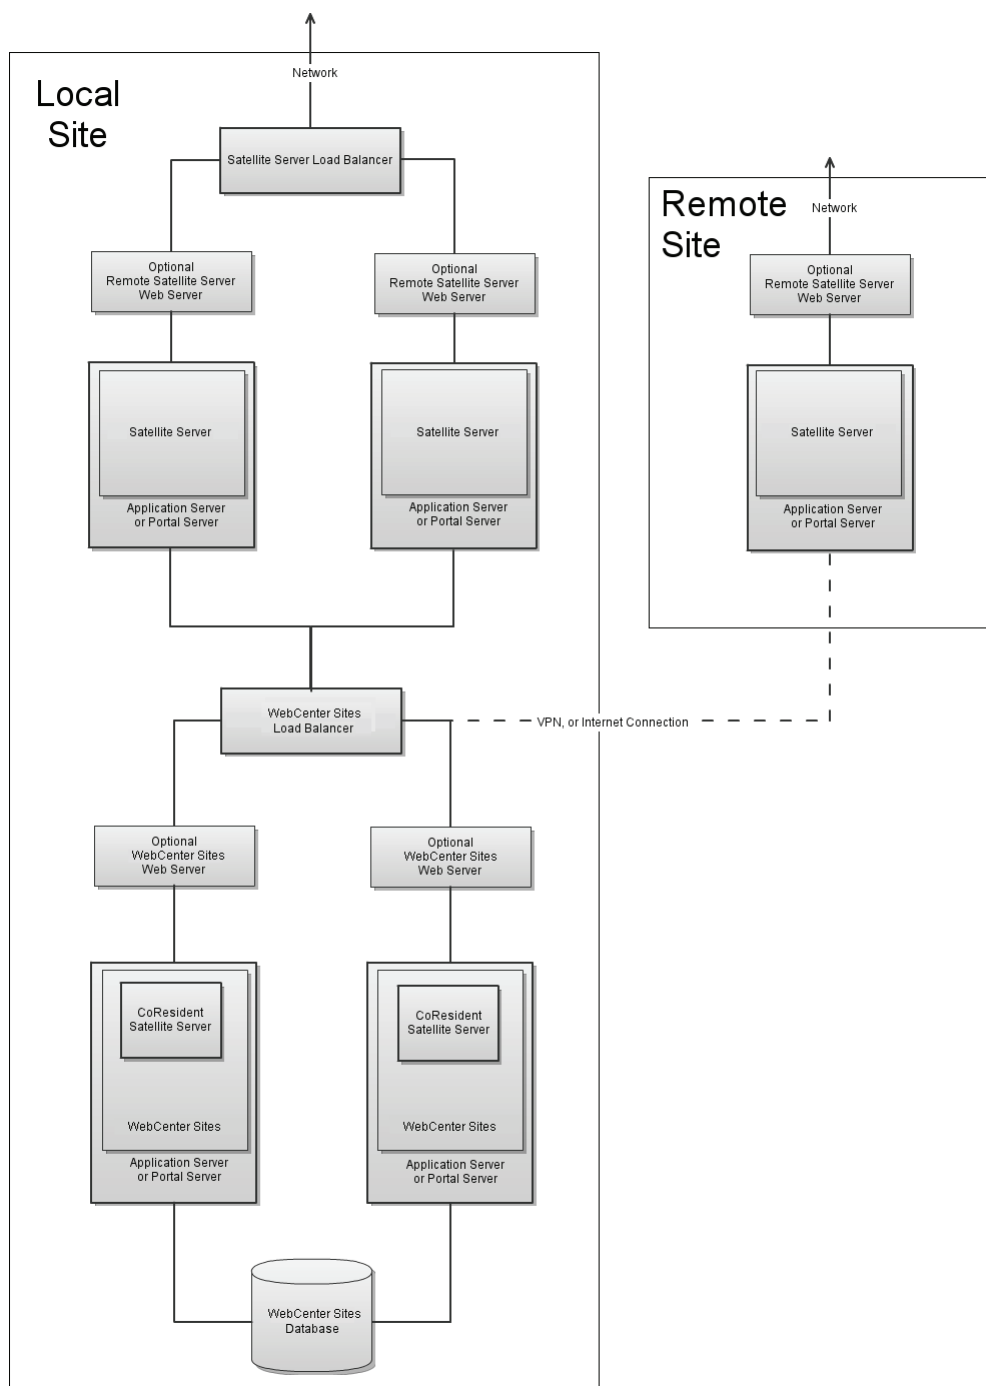 Network
Local
Site
Satellite Server Load Balancer
Optional
Remote Satellite Server
Web Server
Optional
Remote Satellite Server
Web Server
Satellite Server
Application Server
or Portal Server
Satellite Server
Application Server
or Portal Server
WebCenter Sites
Load Balancer
VPN, or Internet Connection
Optional
WebCenter Sites
Web Server
Optional
WebCenter Sites
Web Server
CoResident
Satellite Server
WebCenter Sites
Application Server
or Portal Server
CoResident
Satellite Server
WebCenter Sites
Application Server
or Portal Server
WebCenter Sites
Database
Remote
Site
Network
Optional
Remote Satellite Server
Web Server
Satellite Server
Application Server
or Portal Server